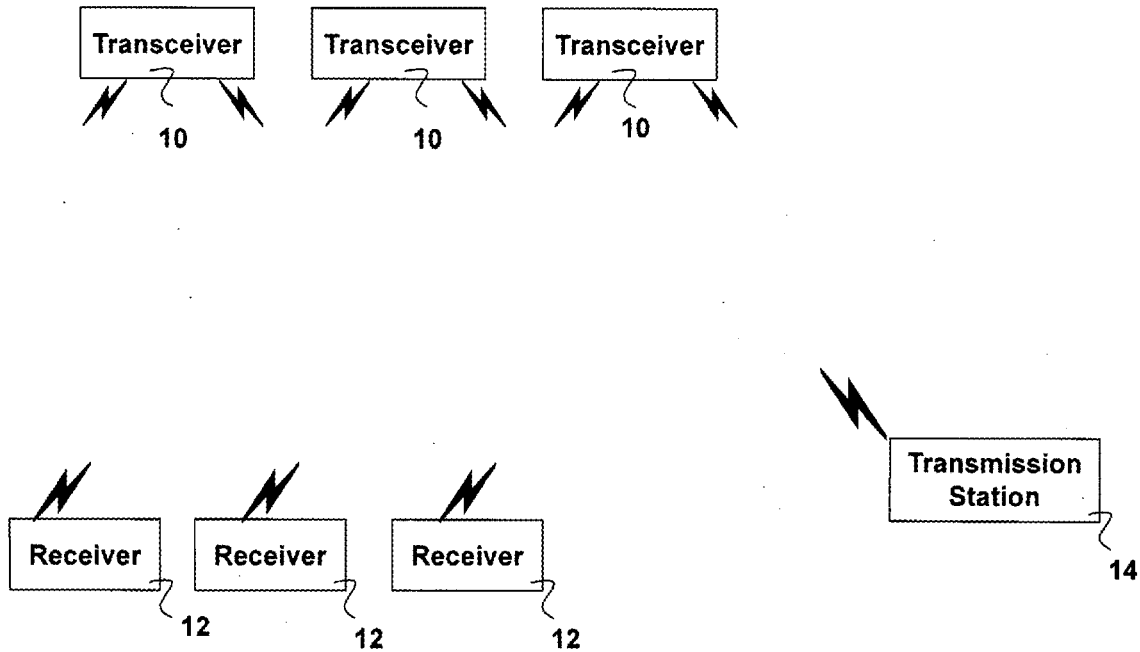 Transceiver
Transceiver
Transceiver
10
10
10
Transmission
Station
14
Receiver
Receiver
Receiver
12
12
12